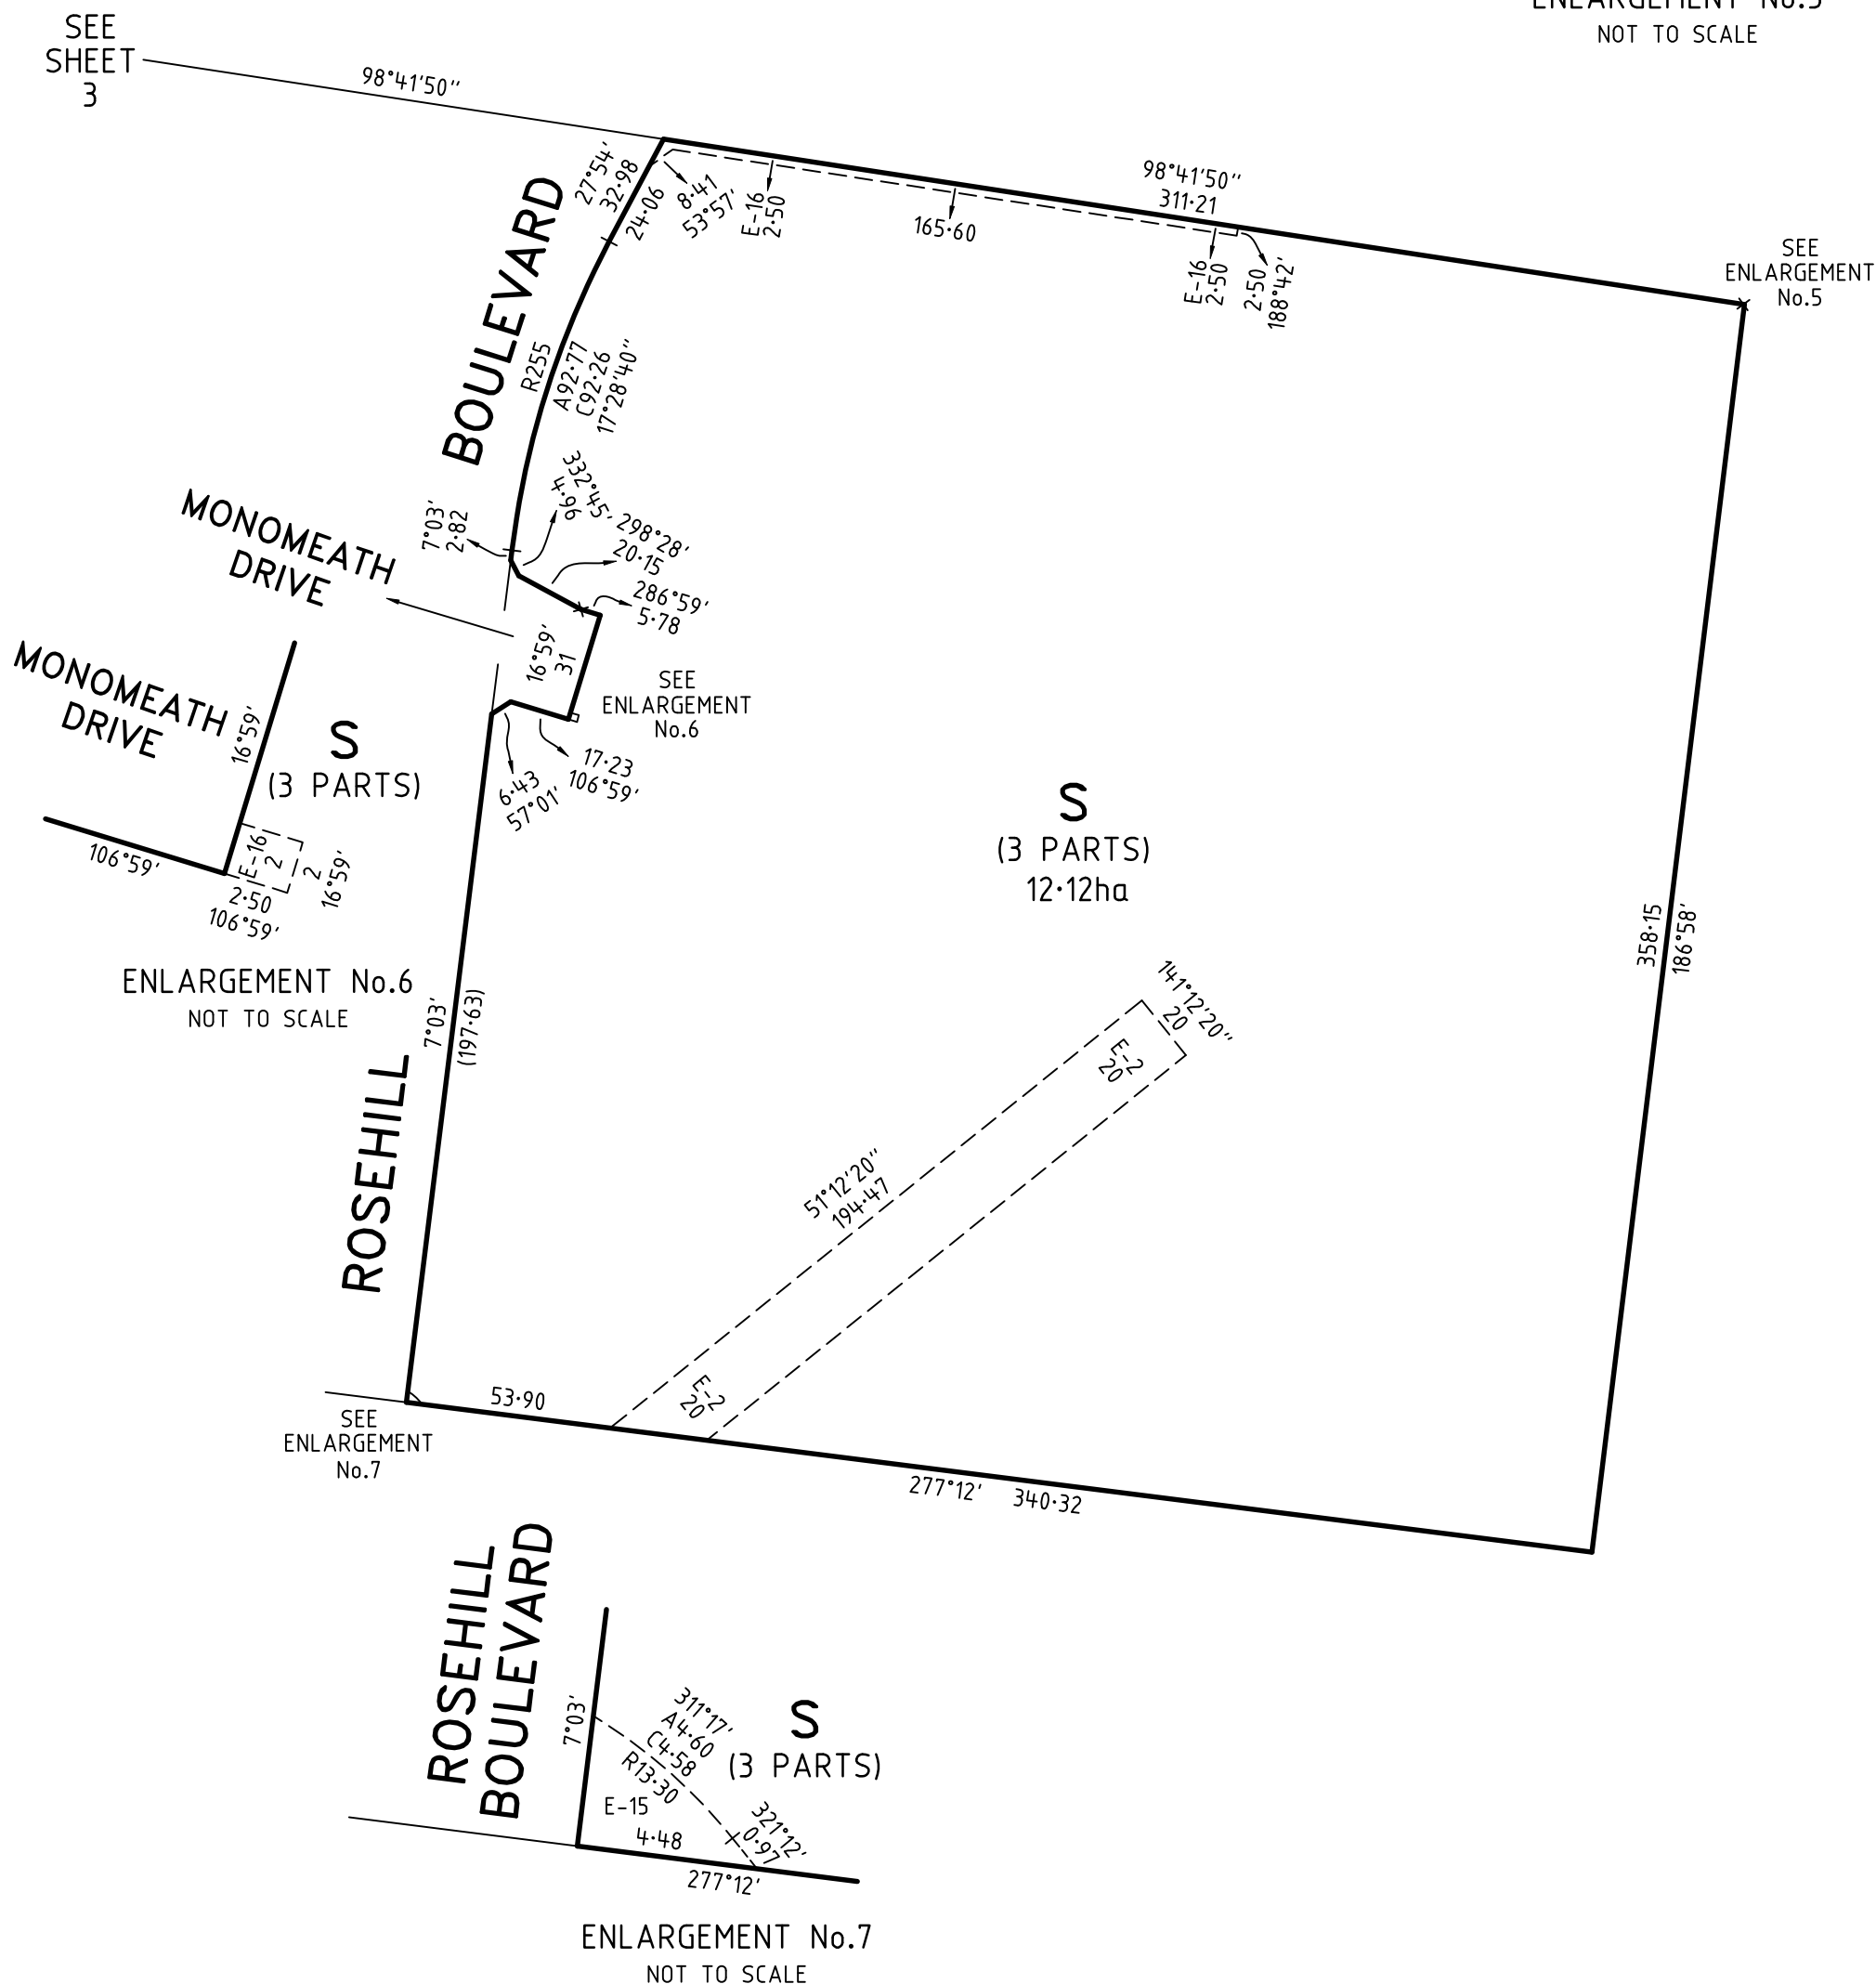 ENLARGEMENT No.5
NOT TO SCALE
SEE
SHEET
3
98°41'50"
27°54'
32·98
24·06
8·41
53°57'
E-16
2·50
165·60
98°41'50"
311·21
E-16
2·50
2·50
188°42'
SEE
ENLARGEMENT
No.5
BOULEVARD
R255
A92·77
C92·26
17°28'40"
7°03'
2·82
332°45'
4·96
298°28'
20·15
286°59'
5·78
MONOMEATH
DRIVE
16°59'
31
SEE
ENLARGEMENT
No.6
17·23
106°59'
6·43
57°01'
MONOMEATH
DRIVE
16°59'
S
(3 PARTS)
106°59'
E-16
2
2
16°59'
2·50
106°59'
ENLARGEMENT No.6
NOT TO SCALE
S
(3 PARTS)
12·12ha
358·15
186°58'
7°03'
(197·63)
ROSEHILL
141°12'20"
20
E-2
20
51°12'20"
194·47
E-2
20
53·90
SEE
ENLARGEMENT
No.7
277°12' 340·32
ROSEHILL
BOULEVARD
7°03'
311°17'
A4·60
C4·58
R13·30
S
(3 PARTS)
E-15
4·48
321°12'
0·97
277°12'
ENLARGEMENT No.7
NOT TO SCALE